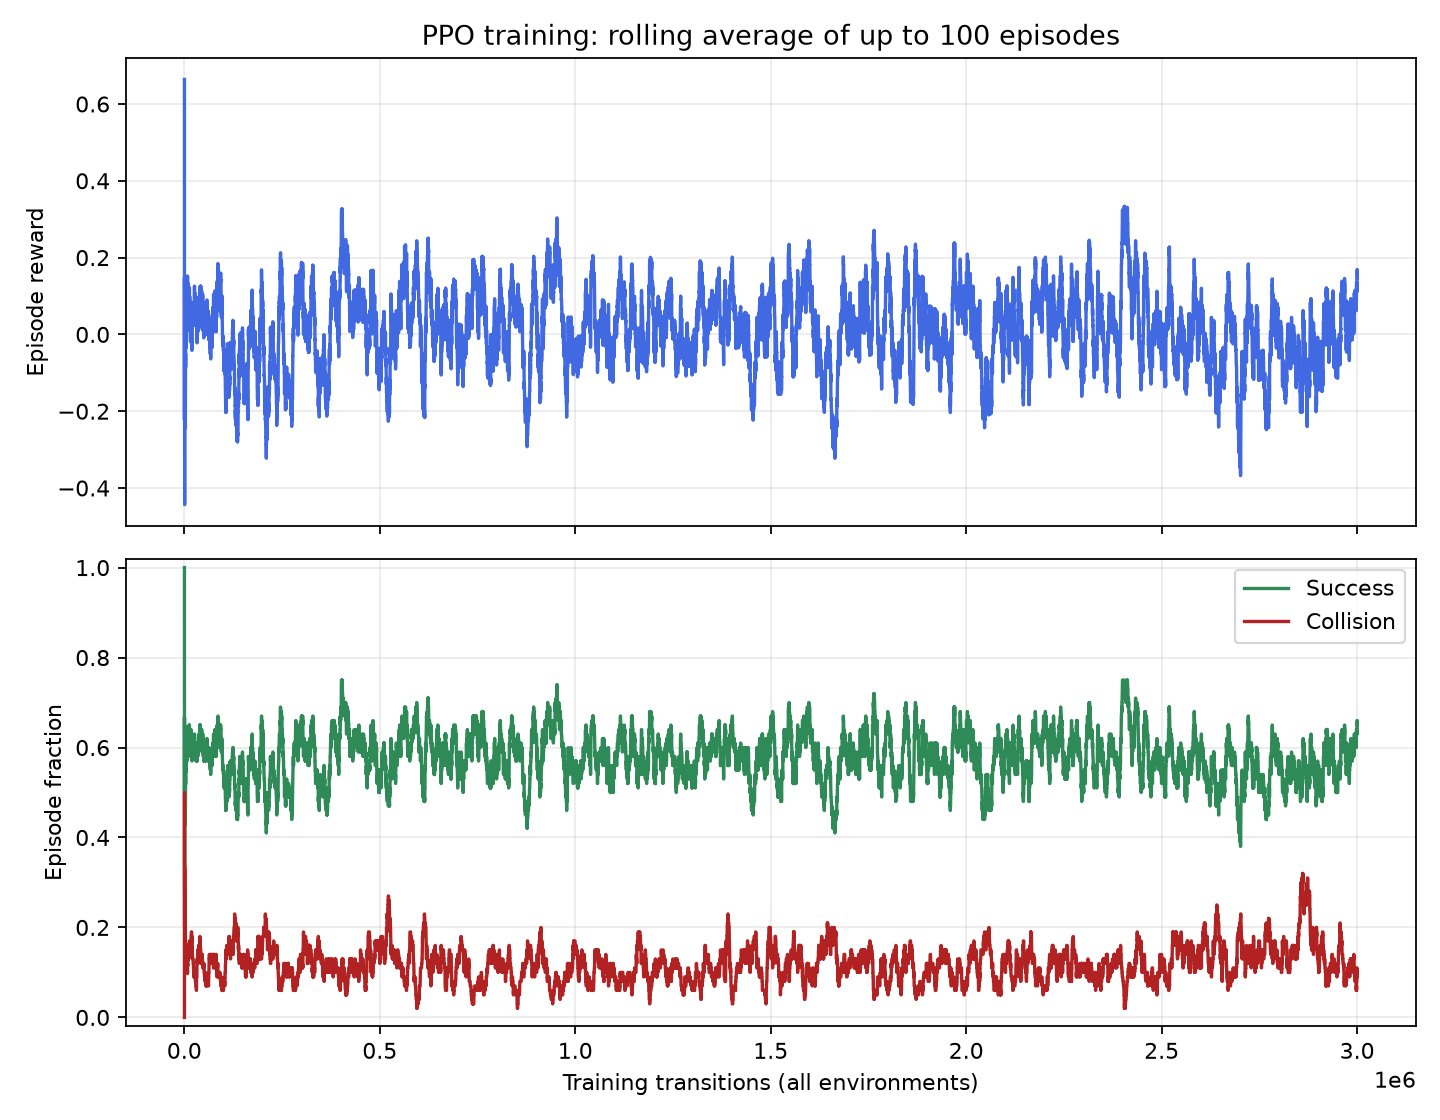 PPO training: rolling average of up to 100 episodes
Episode reward
0.6
0.4
0.2
0.0
−0.2
−0.4
Episode fraction
1.0
0.8
0.6
0.4
0.2
0.0
Success
Collision
0.0 0.5 1.0 1.5 2.0 2.5 3.0
1e6
Training transitions (all environments)